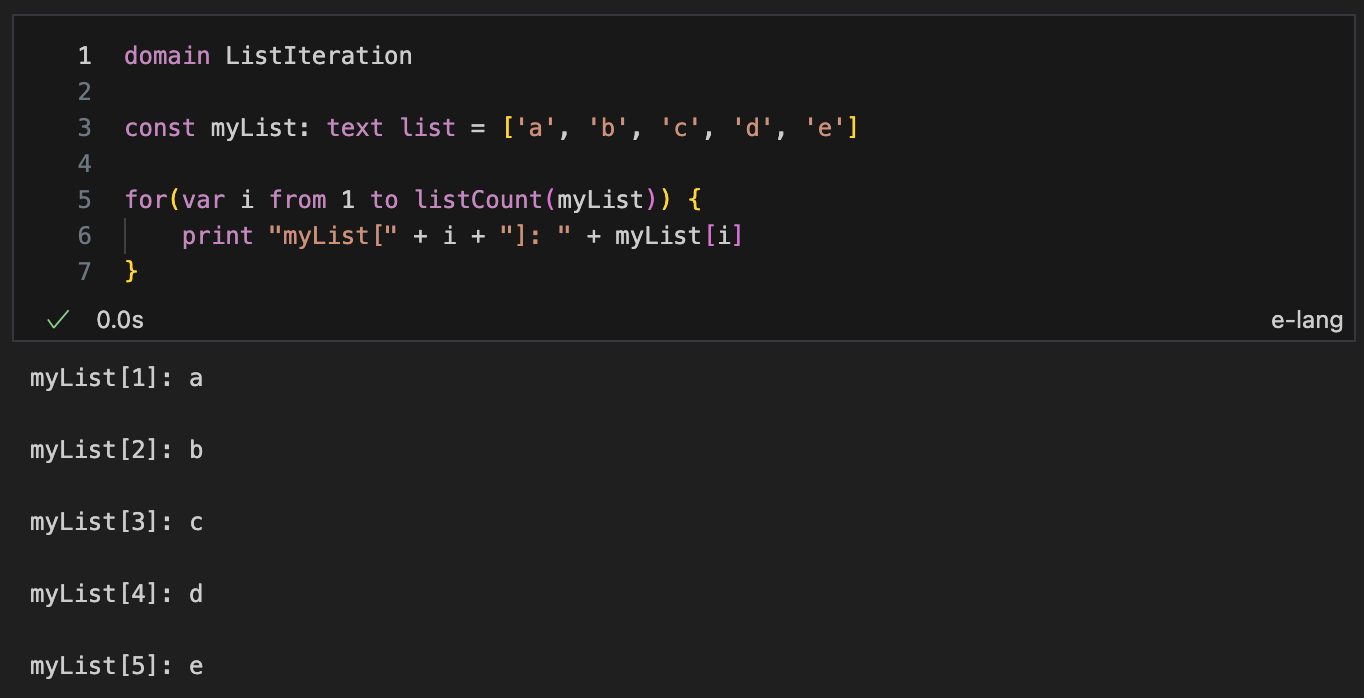 1 domain ListIteration
2
3 const myList: text list = ['a', 'b', 'c', 'd', 'e']
4
5 for(var i from 1 to listCount(myList)) {
6     print "myList[" + i + "]: " + myList[i]
7 }
0.0s e-lang
myList[1]: a
myList[2]: b
myList[3]: c
myList[4]: d
myList[5]: e